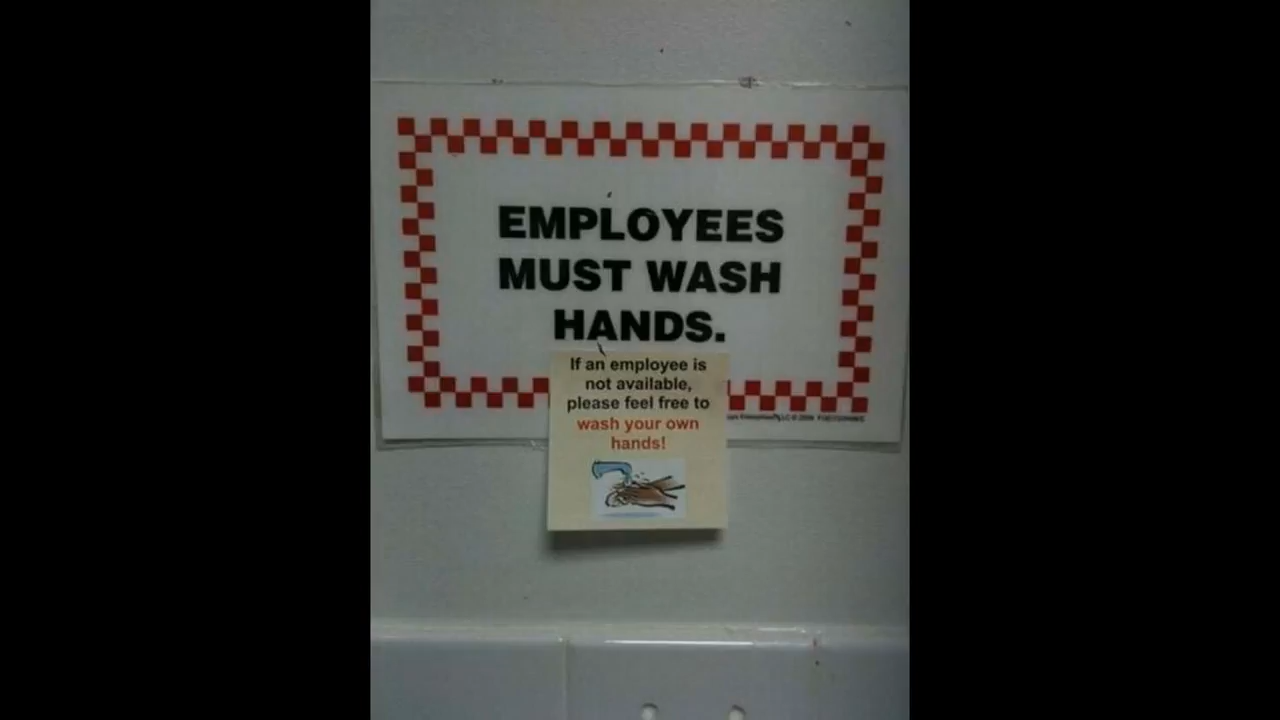 EMPLOYEES
MUST WASH
HANDS.
If an employee is
not available,
please feel free to
wash your own
hands!